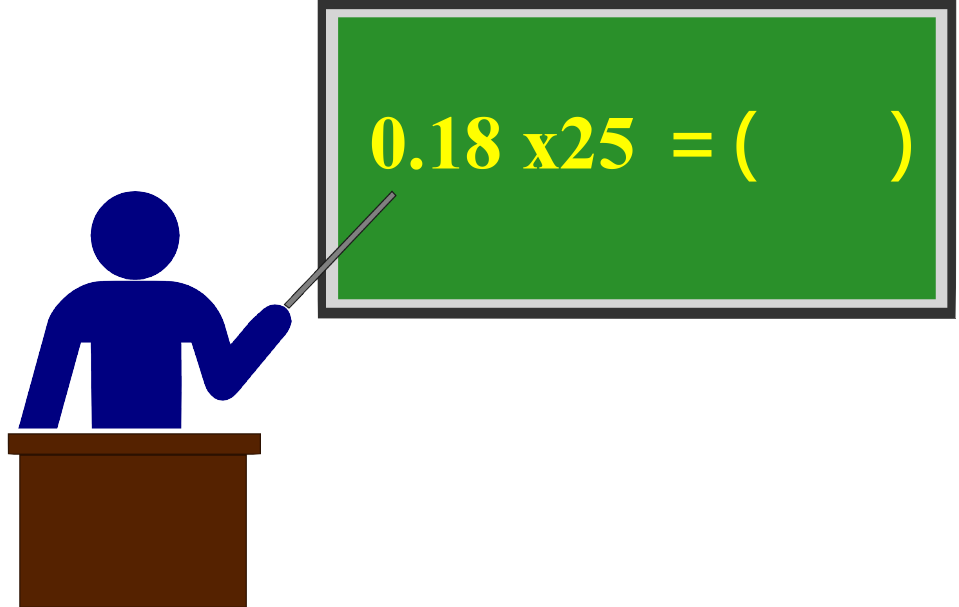 0.18 x25 = (     )